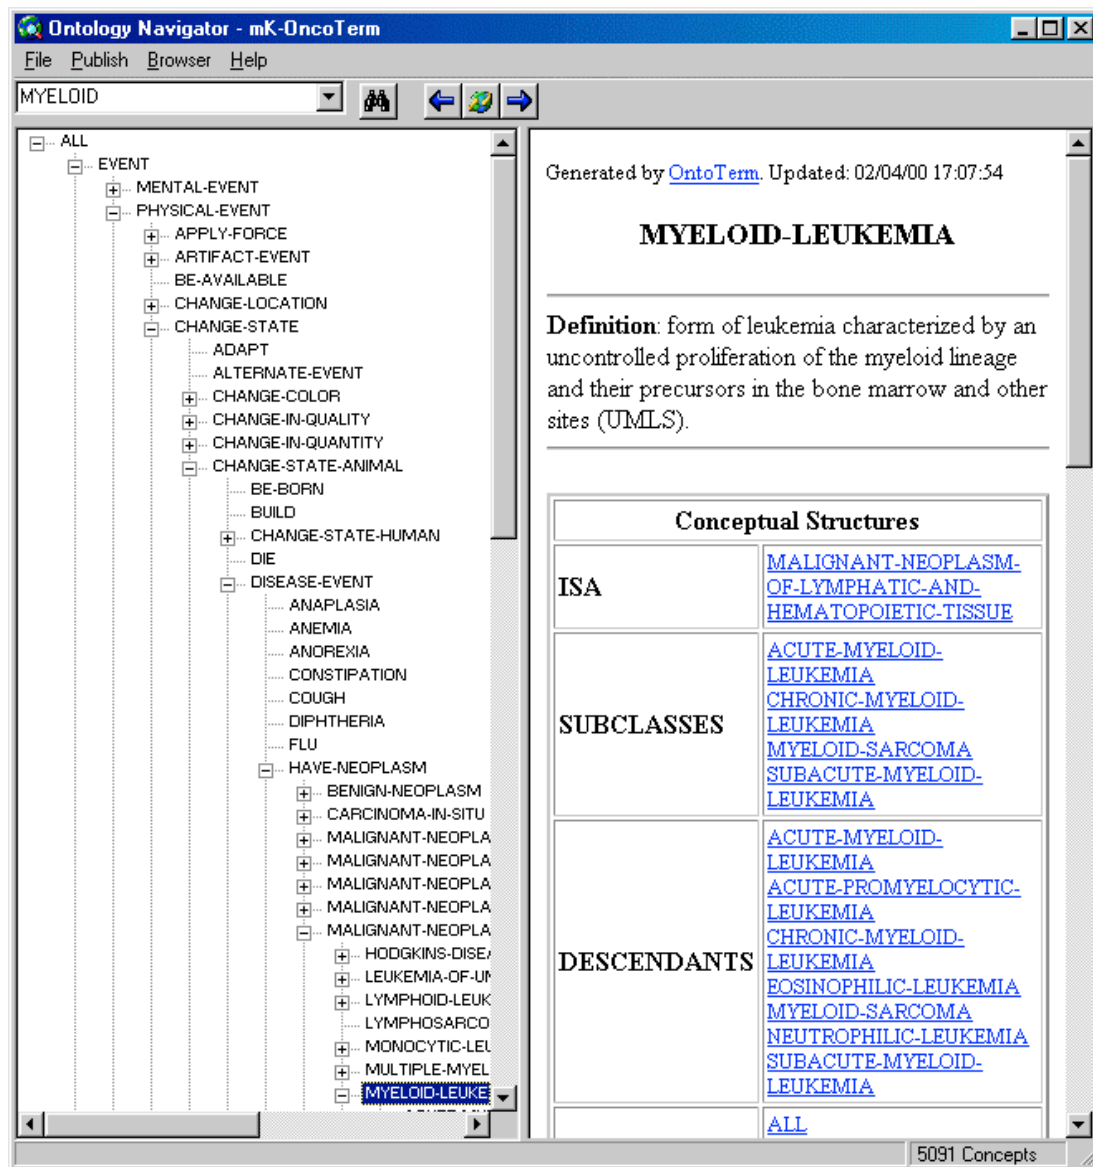 Ontology Navigator - mK-OncoTerm
File Publish Browser Help
MYELOID
ALL
EVENT
MENTAL-EVENT
PHYSICAL-EVENT
APPLY-FORCE
ARTIFACT-EVENT
BE-AVAILABLE
CHANGE-LOCATION
CHANGE-STATE
ADAPT
ALTERNATE-EVENT
CHANGE-COLOR
CHANGE-IN-QUALITY
CHANGE-IN-QUANTITY
CHANGE-STATE-ANIMAL
BE-BORN
BUILD
CHANGE-STATE-HUMAN
DIE
DISEASE-EVENT
ANAPLASIA
ANEMIA
ANOREXIA
CONSTIPATION
COUGH
DIPHTHERIA
FLU
HAVE-NEOPLASM
BENIGN-NEOPLASM
CARCINOMA-IN-SITU
MALIGNANT-NEOPLA
MALIGNANT-NEOPLA
MALIGNANT-NEOPLA
MALIGNANT-NEOPLA
MALIGNANT-NEOPLA
HODGKINS-DISE
LEUKEMIA-OF-UN
LYMPHOID-LEUK
LYMPHOSARCO
MONOCYTIC-LEU
MULTIPLE-MYEL
MYELOID-LEUKE
Generated by OntoTerm. Updated: 02/04/00 17:07:54
MYELOID-LEUKEMIA
Definition: form of leukemia characterized by an
uncontrolled proliferation of the myeloid lineage
and their precursors in the bone marrow and other
sites (UMLS).
Conceptual Structures
ISA
MALIGNANT-NEOPLASM-
OF-LYMPHATIC-AND-
HEMATOPOIETIC-TISSUE
SUBCLASSES
ACUTE-MYELOID-
LEUKEMIA
CHRONIC-MYELOID-
LEUKEMIA
MYELOID-SARCOMA
SUBACUTE-MYELOID-
LEUKEMIA
DESCENDANTS
ACUTE-MYELOID-
LEUKEMIA
ACUTE-PROMYELOCYTIC-
LEUKEMIA
CHRONIC-MYELOID-
LEUKEMIA
EOSINOPHILIC-LEUKEMIA
MYELOID-SARCOMA
NEUTROPHILIC-LEUKEMIA
SUBACUTE-MYELOID-
LEUKEMIA
ALL
5091 Concepts